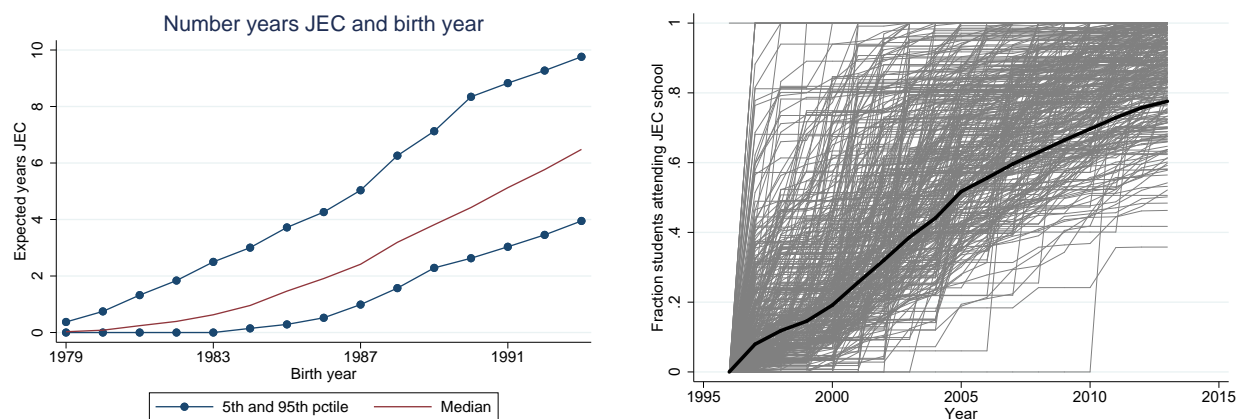 Number years JEC and birth year
10
8
6
4
2
0
Expected years JEC
1979 1983 1987 1991
Birth year
5th and 95th pctile Median
1
.8
.6
.4
.2
0
Fraction students attending JEC school
1995 2000 2005 2010 2015
Year